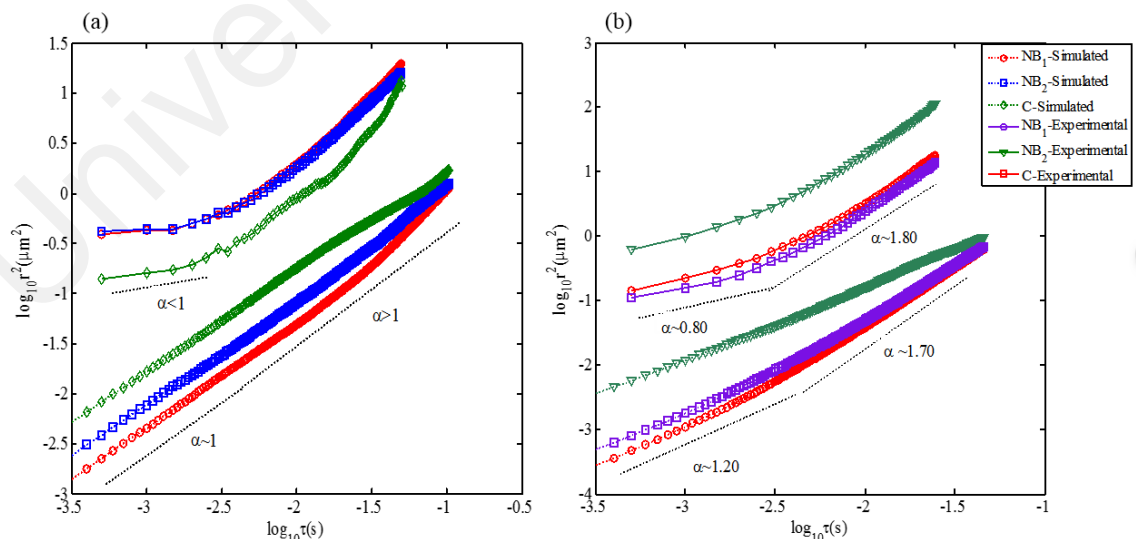 Univer
(a)
1.5
1
0.5
0
-0.5
-1
-1.5
-2
-2.5
-3
log₁₀r²(μm²)
α<1
α>1
α~1
-3.5 -3 -2.5 -2 -1.5 -1 -0.5
log₁₀τ(s)
(b)
3
2
1
0
-1
-2
-3
-4
log₁₀r²(μm²)
α~1.80
α~0.80
α~1.70
α~1.20
-3.5 -3 -2.5 -2 -1.5 -1
log₁₀τ(s)
NB₁-Simulated
NB₂-Simulated
C-Simulated
NB₁-Experimental
NB₂-Experimental
C-Experimental